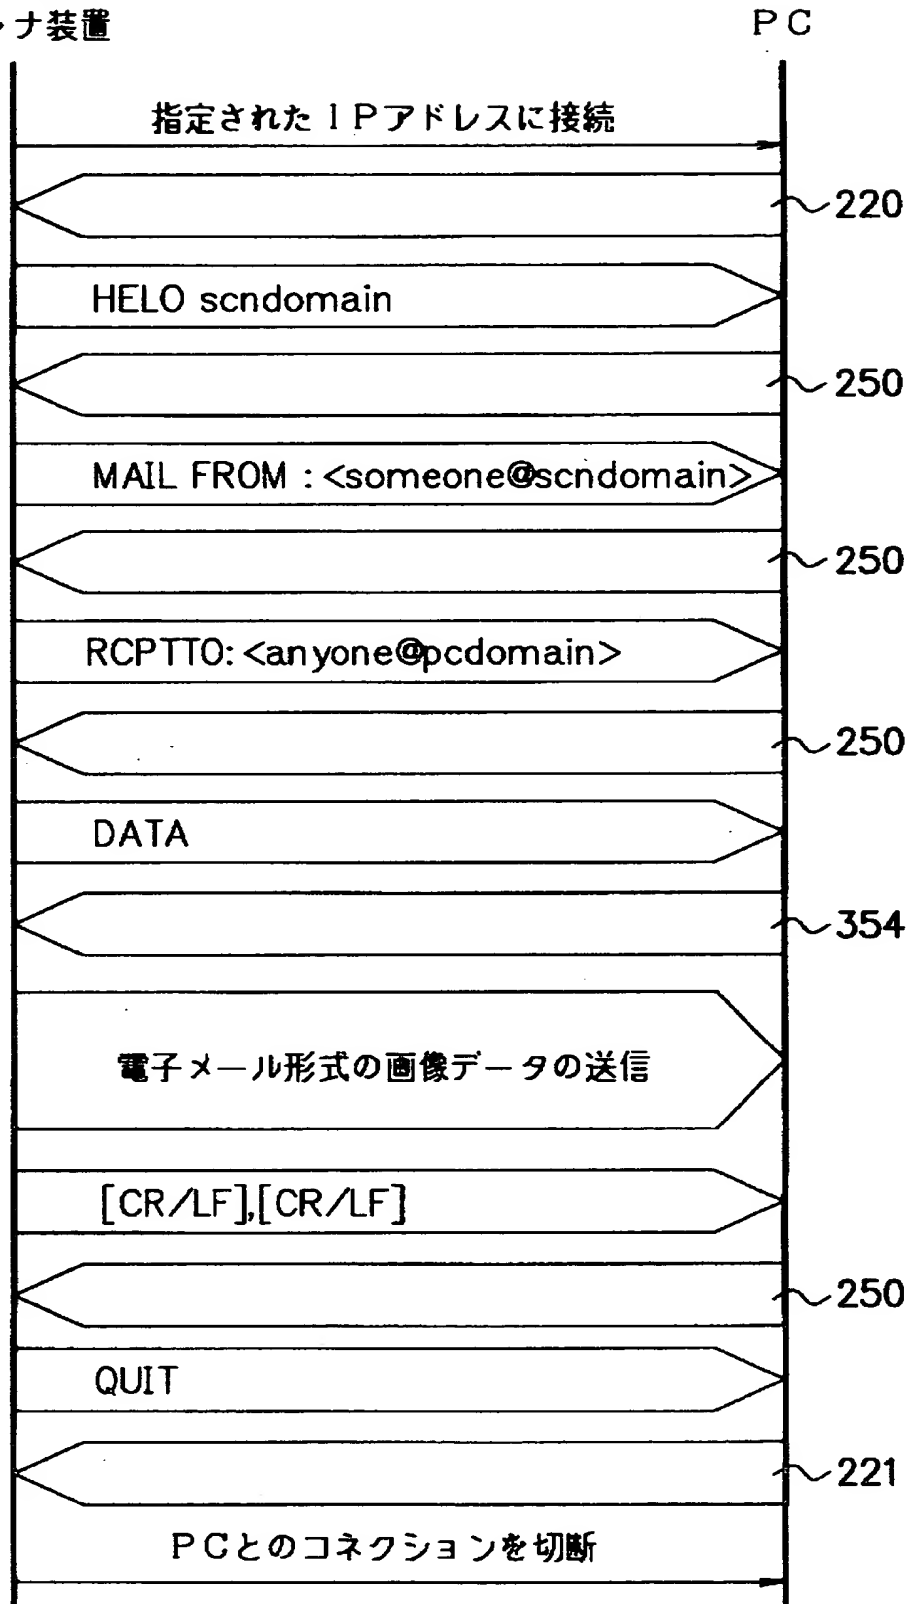 ナ装置
PC
指定されたIPアドレスに接続
220
HELO scndomain
250
MAIL FROM : <someone@scndomain>
250
RCPTTO: <anyone@pcdomain>
250
DATA
354
電子メール形式の画像データの送信
[CR/LF],[CR/LF]
250
QUIT
221
PCとのコネクションを切断